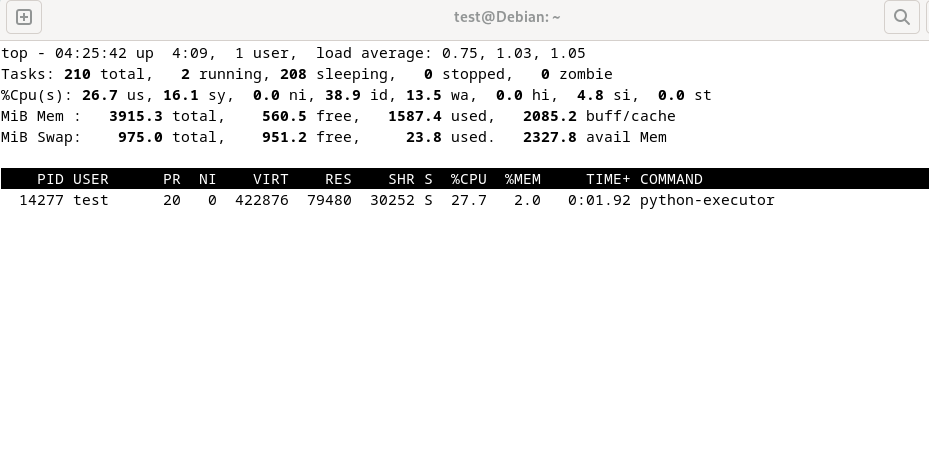 test@Debian: ~
top - 04:25:42 up  4:09,  1 user,  load average: 0.75, 1.03, 1.05
Tasks: 210 total,   2 running, 208 sleeping,   0 stopped,   0 zombie
%Cpu(s): 26.7 us, 16.1 sy,  0.0 ni, 38.9 id, 13.5 wa,  0.0 hi,  4.8 si,  0.0 st
MiB Mem :   3915.3 total,    560.5 free,   1587.4 used,   2085.2 buff/cache
MiB Swap:    975.0 total,    951.2 free,     23.8 used.   2327.8 avail Mem
    PID USER      PR  NI    VIRT    RES    SHR S  %CPU  %MEM     TIME+ COMMAND
  14277 test      20   0  422876  79480  30252 S  27.7   2.0   0:01.92 python-executor